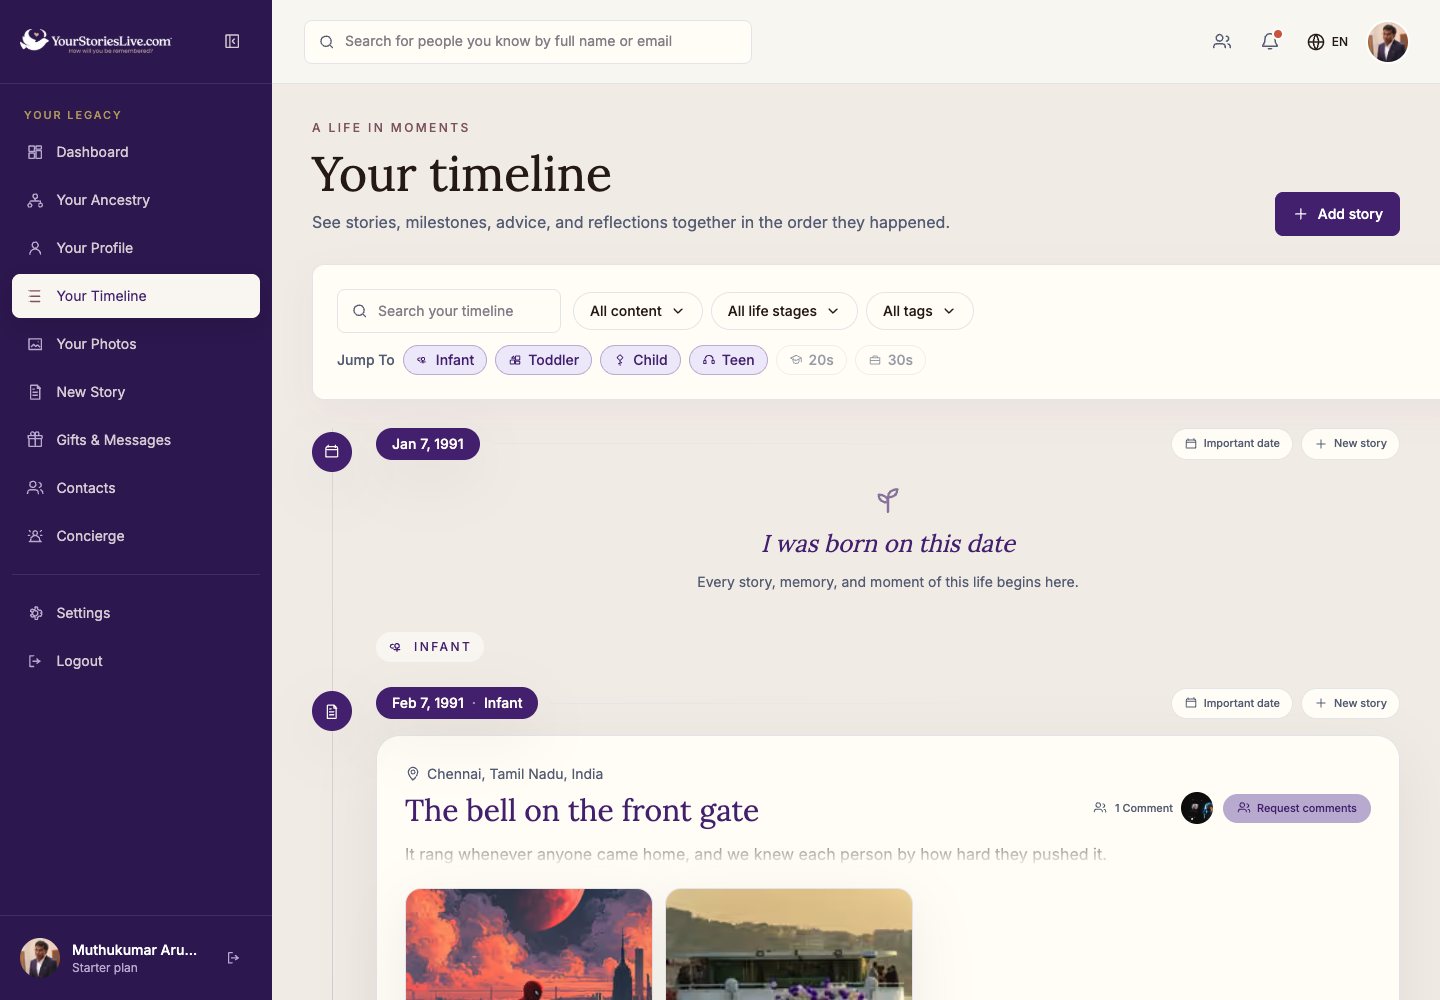 YourStoriesLive.com
How will you be remembered?
Search for people you know by full name or email
EN
YOUR LEGACY
Dashboard
Your Ancestry
Your Profile
Your Timeline
Your Photos
New Story
Gifts & Messages
Contacts
Concierge
Settings
Logout
Muthukumar Aru...
Starter plan
A LIFE IN MOMENTS
Your timeline
See stories, milestones, advice, and reflections together in the order they happened.
Add story
Search your timeline
All content
All life stages
All tags
Jump To
Infant
Toddler
Child
Teen
20s
30s
Jan 7, 1991
Important date
New story
I was born on this date
Every story, memory, and moment of this life begins here.
INFANT
Feb 7, 1991 · Infant
Important date
New story
Chennai, Tamil Nadu, India
The bell on the front gate
1 Comment
Request comments
It rang whenever anyone came home, and we knew each person by how hard they pushed it.